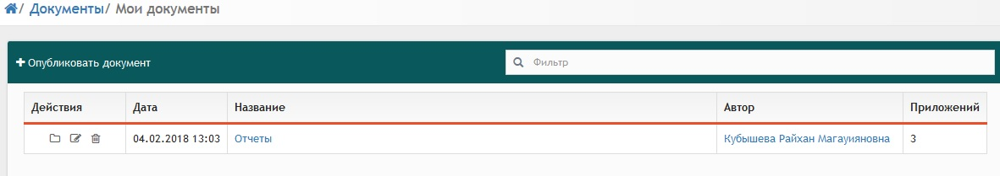 / Документы/ Мои документы
+ Опубликовать документ Фильтр
Действия Дата Название Автор Приложений
04.02.2018 13:03 Отчеты Кубышева Райхан Магауияновна 3